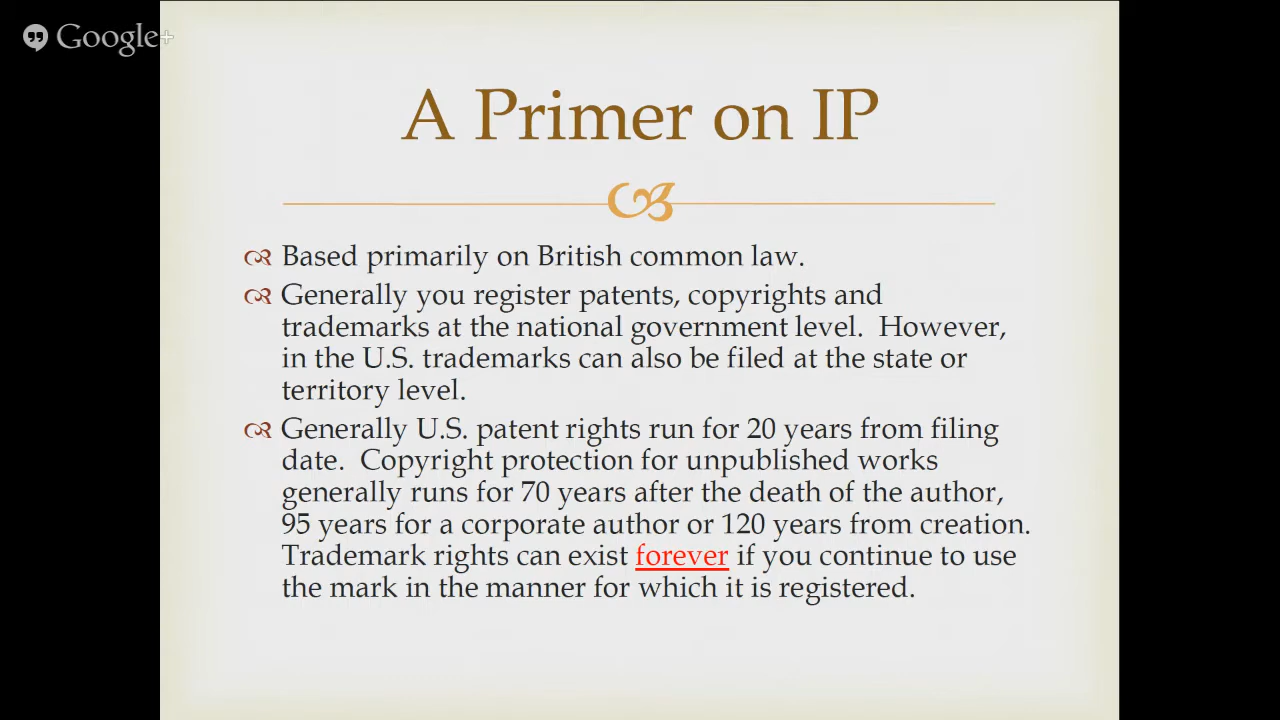 Google+
A Primer on IP
Based primarily on British common law.
Generally you register patents, copyrights and
trademarks at the national government level. However,
in the U.S. trademarks can also be filed at the state or
territory level.
Generally U.S. patent rights run for 20 years from filing
date. Copyright protection for unpublished works
generally runs for 70 years after the death of the author,
95 years for a corporate author or 120 years from creation.
Trademark rights can exist forever if you continue to use
the mark in the manner for which it is registered.